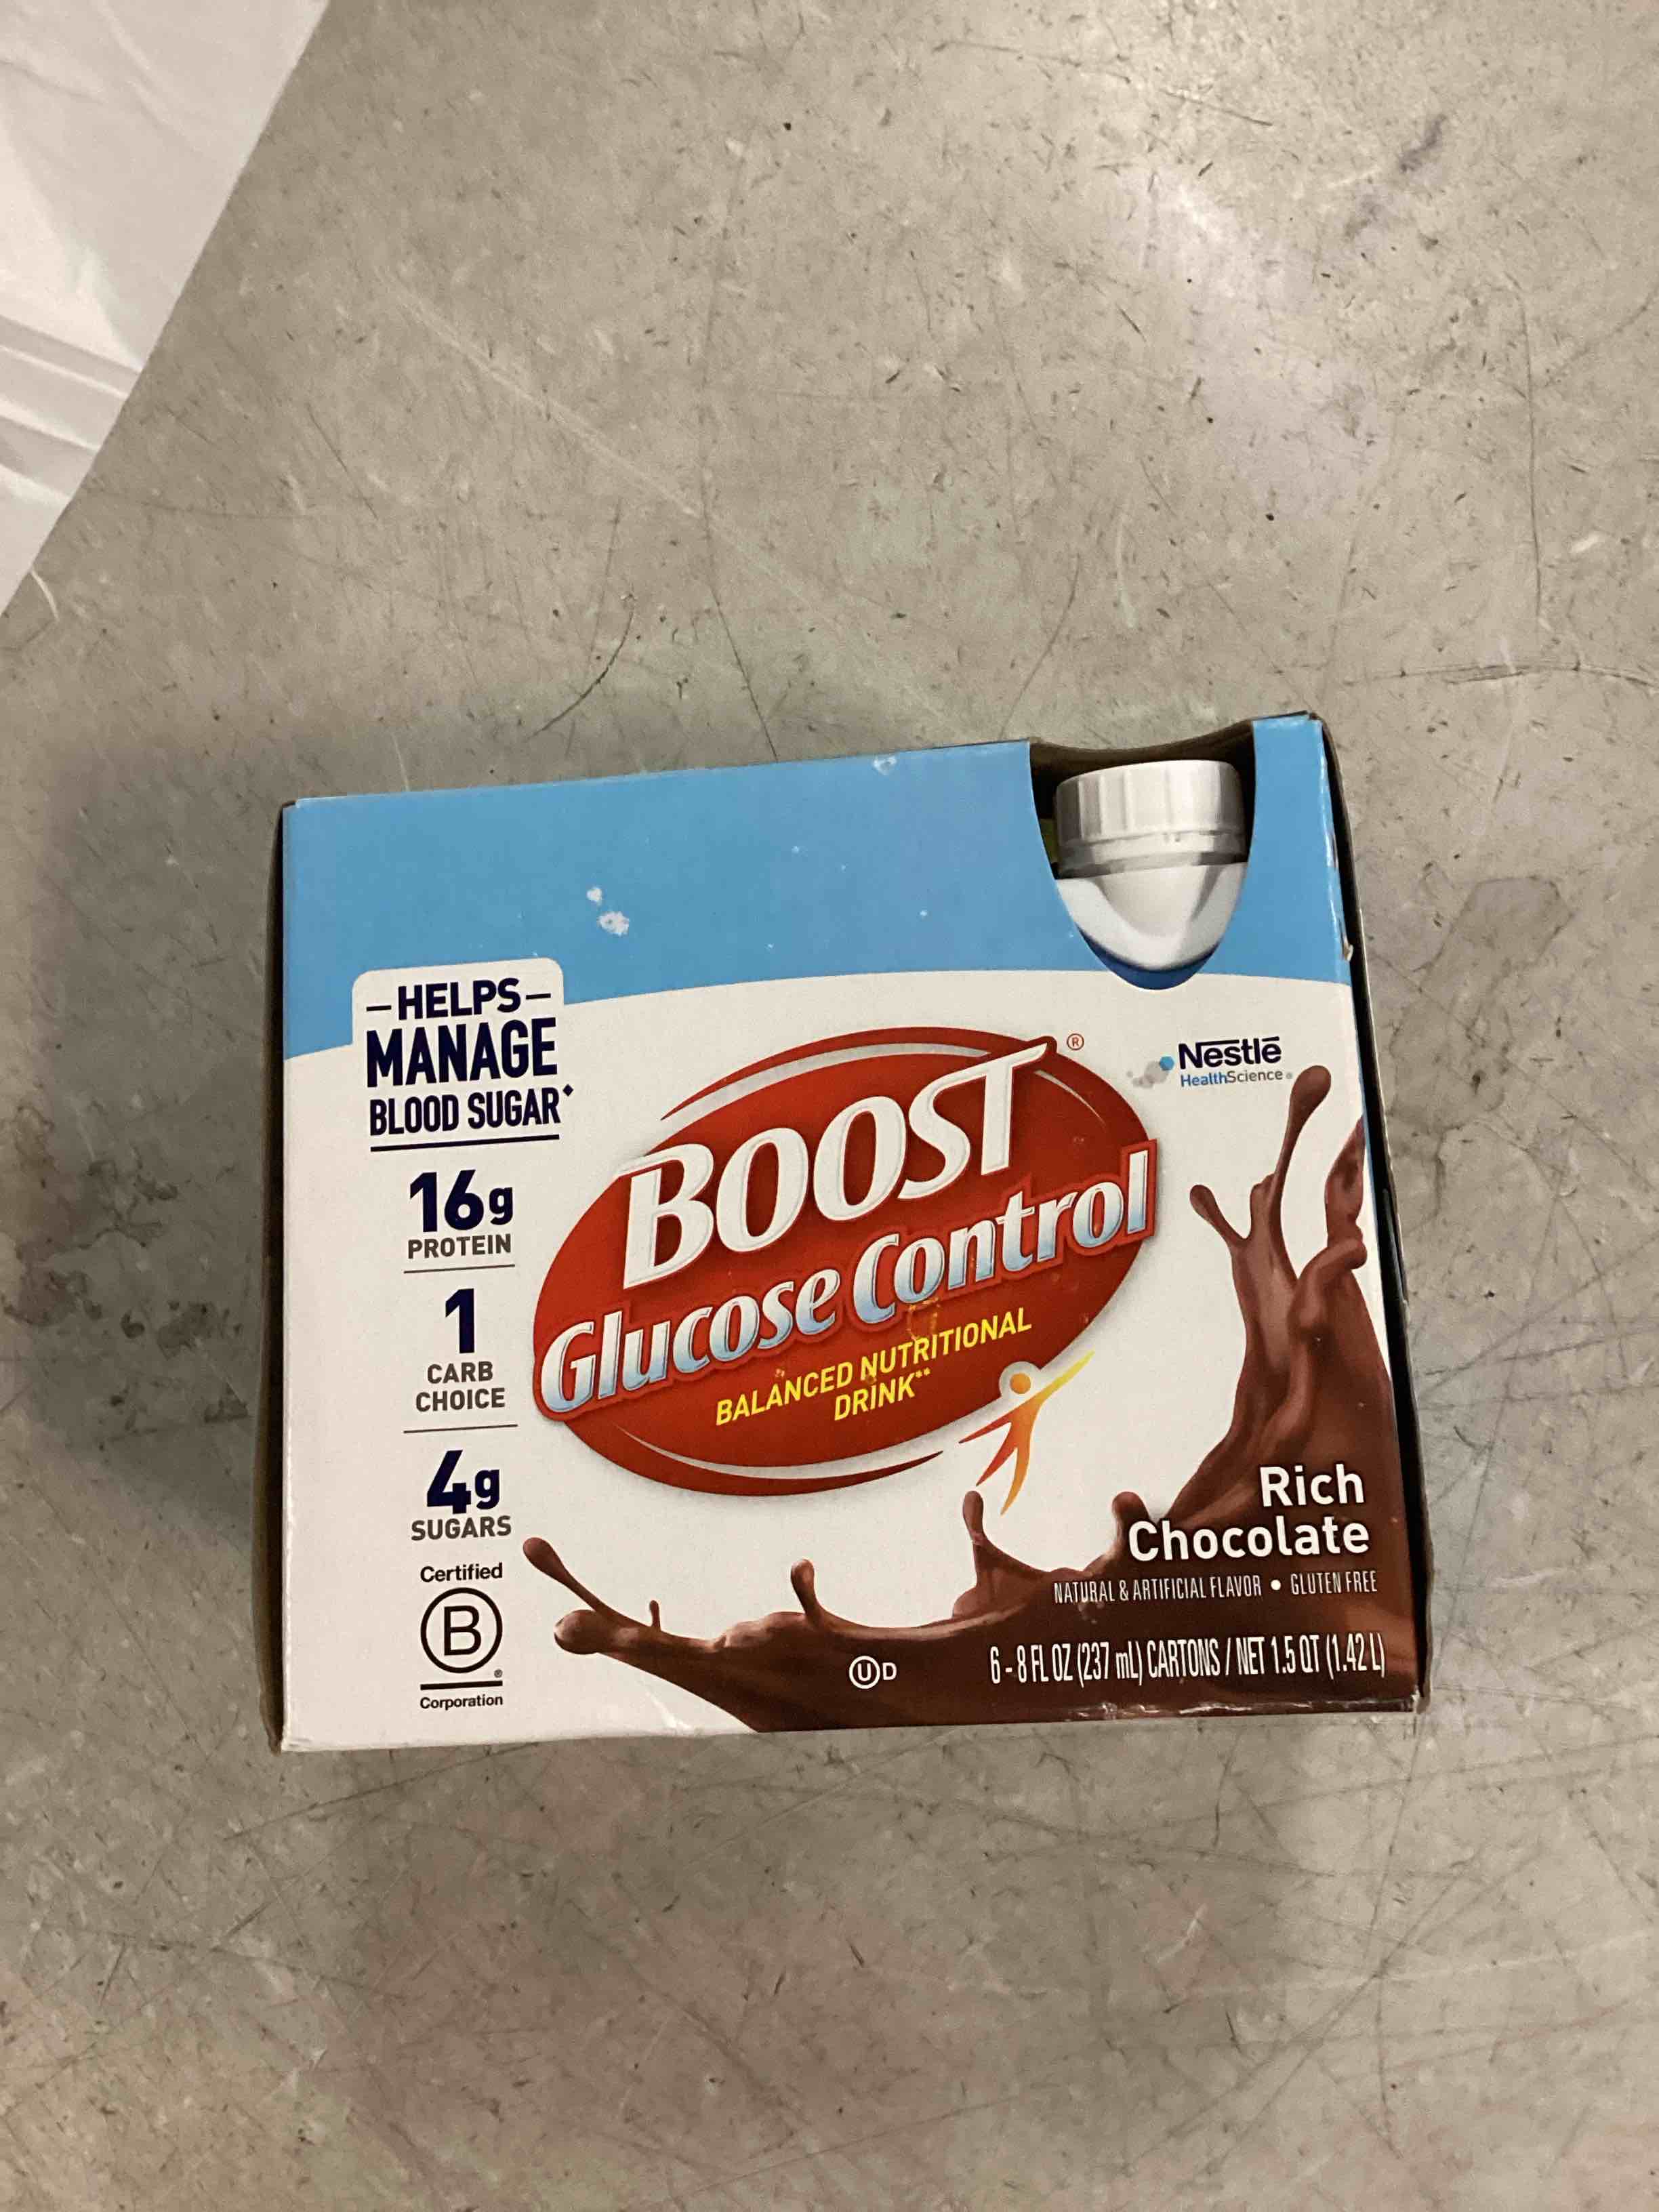 –HELPS–
MANAGE
BLOOD SUGAR♦
16g
PROTEIN
1
CARB
CHOICE
4g
SUGARS
Certified
B
®
Corporation
BOOST®
Glucose Control
BALANCED NUTRITIONAL
DRINK**
Nestlē
HealthScience®
Rich
Chocolate
NATURAL & ARTIFICIAL FLAVOR • GLUTEN FREE
ⓊD
6 - 8 FL OZ (237 mL) CARTONS / NET 1.5 QT (1.42 L)